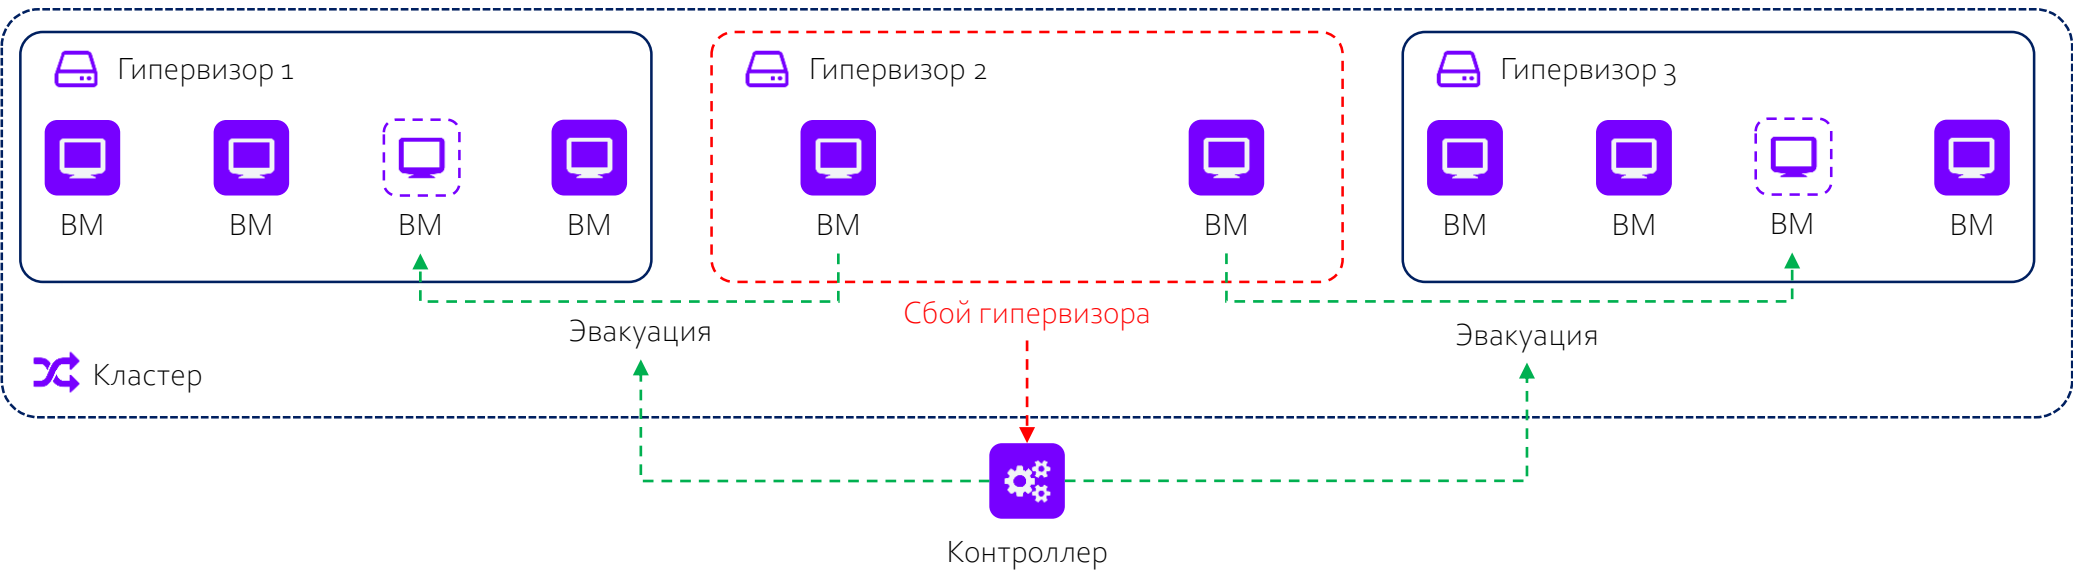 Гипервизор 1
Гипервизор 2
Гипервизор 3
ВМ
ВМ
ВМ
ВМ
ВМ
ВМ
ВМ
ВМ
ВМ
ВМ
Сбой гипервизора
Эвакуация
Эвакуация
Кластер
Контроллер